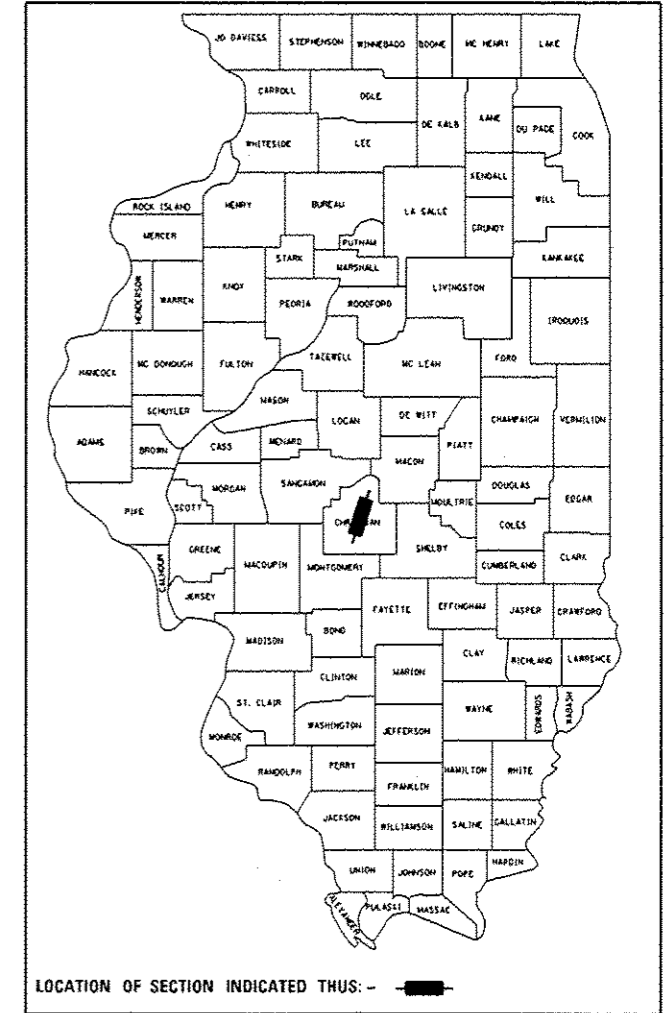 JO DAVIESS STEPHENSON WINNEBAGO BOONE MC HENRY LAKE
CARROLL OGLE DE KALB KANE DU PAGE COOK
WHITESIDE LEE KENDALL WILL
ROCK ISLAND HENRY BUREAU LA SALLE GRUNDY
MERCER PUTNAM KANKAKEE
HENDERSON WARREN KNOX STARK MARSHALL LIVINGSTON
PEORIA WOODFORD IROQUOIS
HANCOCK MC DONOUGH FULTON TAZEWELL MC LEAN FORD
SCHUYLER MASON LOGAN DE WITT CHAMPAIGN VERMILION
ADAMS BROWN CASS MENARD MACON PIATT
PIKE SCOTT MORGAN SANGAMON CHRISTIAN MOULTRIE DOUGLAS EDGAR
COLES
CALHOUN GREENE MACOUPIN MONTGOMERY SHELBY CUMBERLAND CLARK
JERSEY FAYETTE EFFINGHAM JASPER CRAWFORD
MADISON BOND CLAY RICHLAND LAWRENCE
CLINTON MARION
ST. CLAIR WASHINGTON JEFFERSON WAYNE EDWARDS WABASH
MONROE
RANDOLPH PERRY FRANKLIN HAMILTON WHITE
JACKSON WILLIAMSON SALINE GALLATIN
UNION JOHNSON POPE HARDIN
ALEXANDER PULASKI MASSAC
LOCATION OF SECTION INDICATED THUS: -